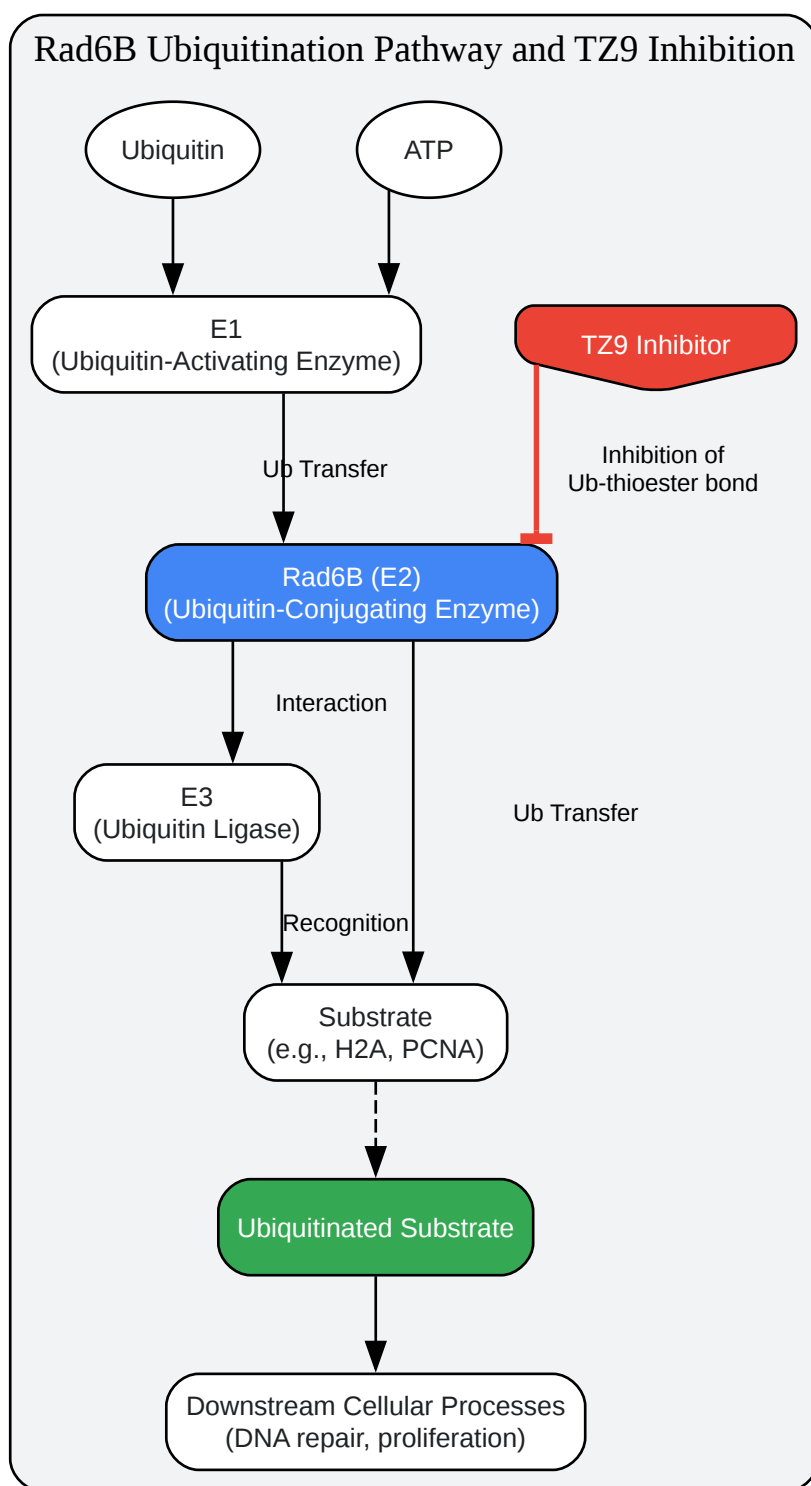 Rad6B Ubiquitination Pathway and TZ9 Inhibition
Ubiquitin
ATP
E1
(Ubiquitin-Activating Enzyme)
TZ9 Inhibitor
Ub Transfer
Inhibition of
Ub-thioester bond
Rad6B (E2)
(Ubiquitin-Conjugating Enzyme)
Interaction
E3
(Ubiquitin Ligase)
Ub Transfer
Recognition
Substrate
(e.g., H2A, PCNA)
Ubiquitinated Substrate
Downstream Cellular Processes
(DNA repair, proliferation)